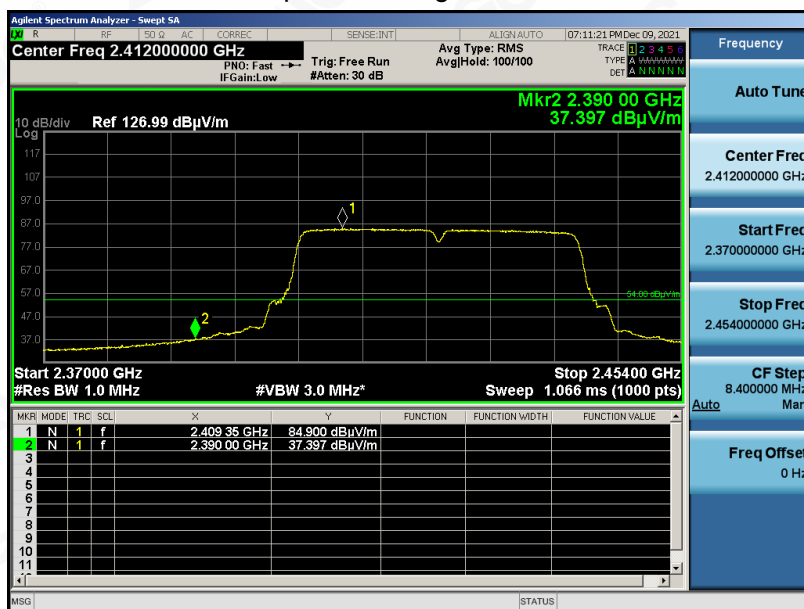 Agilent Spectrum Analyzer - Swept SA
LXI R RF 50 Ω AC CORREC SENSE:INT ALIGN AUTO 07:11:21 PM Dec 09, 2021
Center Freq 2.412000000 GHz
PNO: Fast
IFGain:Low
Trig: Free Run
#Atten: 30 dB
Avg Type: RMS
Avg|Hold: 100/100
TRACE 1 2 3 4 5 6
TYPE A
DET A N N N N N
Mkr2 2.390 00 GHz
37.397 dBµV/m
10 dB/div Ref 126.99 dBµV/m
Log
117
107
97.0
87.0
77.0
67.0
57.0
47.0
37.0
1
2
54.00 dBµV/m
Start 2.37000 GHz Stop 2.45400 GHz
#Res BW 1.0 MHz #VBW 3.0 MHz* Sweep 1.066 ms (1000 pts)
MKR MODE TRC SCL X Y FUNCTION FUNCTION WIDTH FUNCTION VALUE
1 N 1 f 2.409 35 GHz 84.900 dBµV/m
2 N 1 f 2.390 00 GHz 37.397 dBµV/m
3
4
5
6
7
8
9
10
11
MSG STATUS
Frequency
Auto Tune
Center Freq
2.412000000 GHz
Start Freq
2.370000000 GHz
Stop Freq
2.454000000 GHz
CF Step
8.400000 MHz
Auto Man
Freq Offset
0 Hz